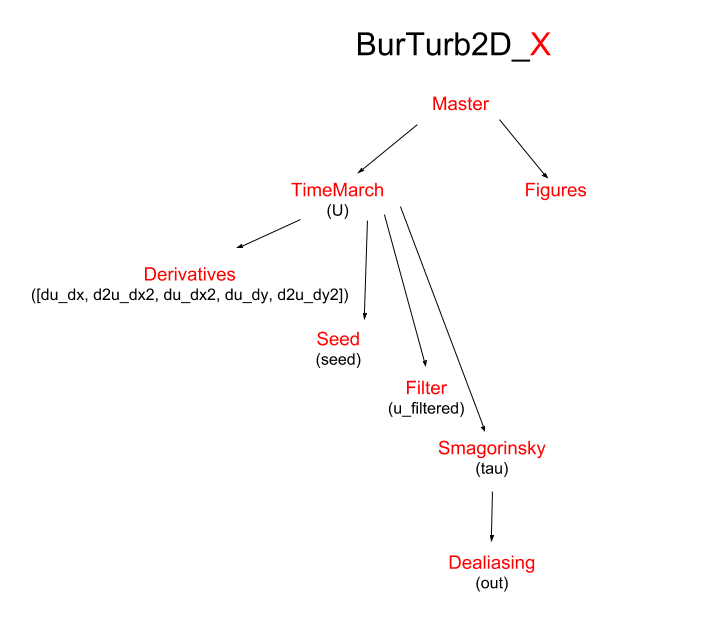 BurTurb2D_X
Master
TimeMarch
(U)
Figures
Derivatives
([du_dx, d2u_dx2, du_dx2, du_dy, d2u_dy2])
Seed
(seed)
Filter
(u_filtered)
Smagorinsky
(tau)
Dealiasing
(out)